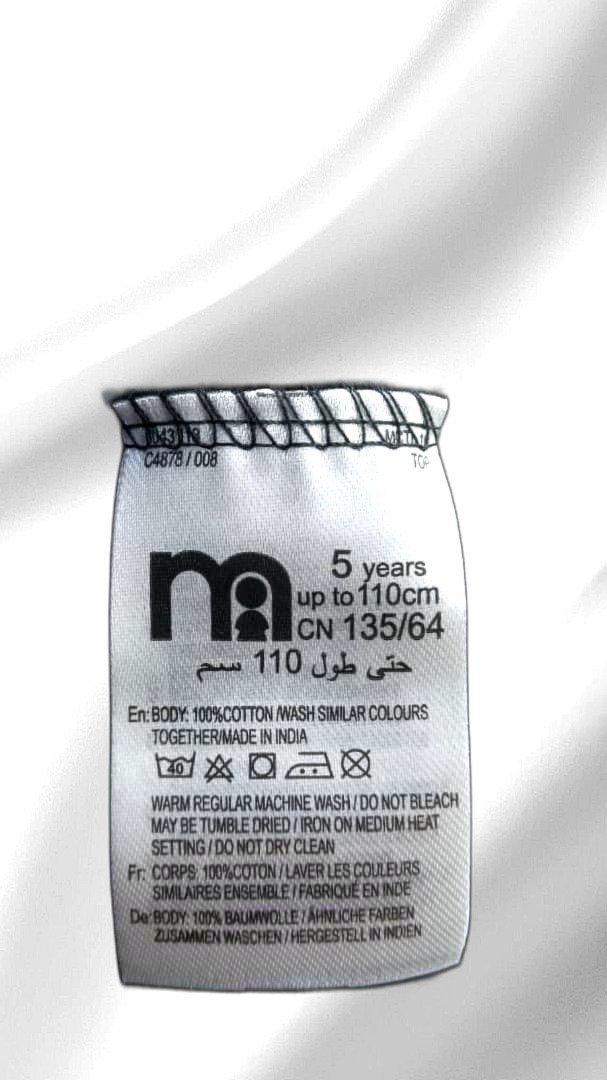 C4878 / 008
TOP
5 years
up to 110cm
CN 135/64
حتى طول 110 سم
En: BODY: 100%COTTON /WASH SIMILAR COLOURS
TOGETHER/MADE IN INDIA
40
WARM REGULAR MACHINE WASH / DO NOT BLEACH
MAY BE TUMBLE DRIED / IRON ON MEDIUM HEAT
SETTING / DO NOT DRY CLEAN
Fr: CORPS: 100%COTON / LAVER LES COULEURS
SIMILAIRES ENSEMBLE / FABRIQUÉ EN INDE
De: BODY: 100% BAUMWOLLE / ÄHNLICHE FARBEN
ZUSAMMEN WASCHEN / HERGESTELLT IN INDIEN